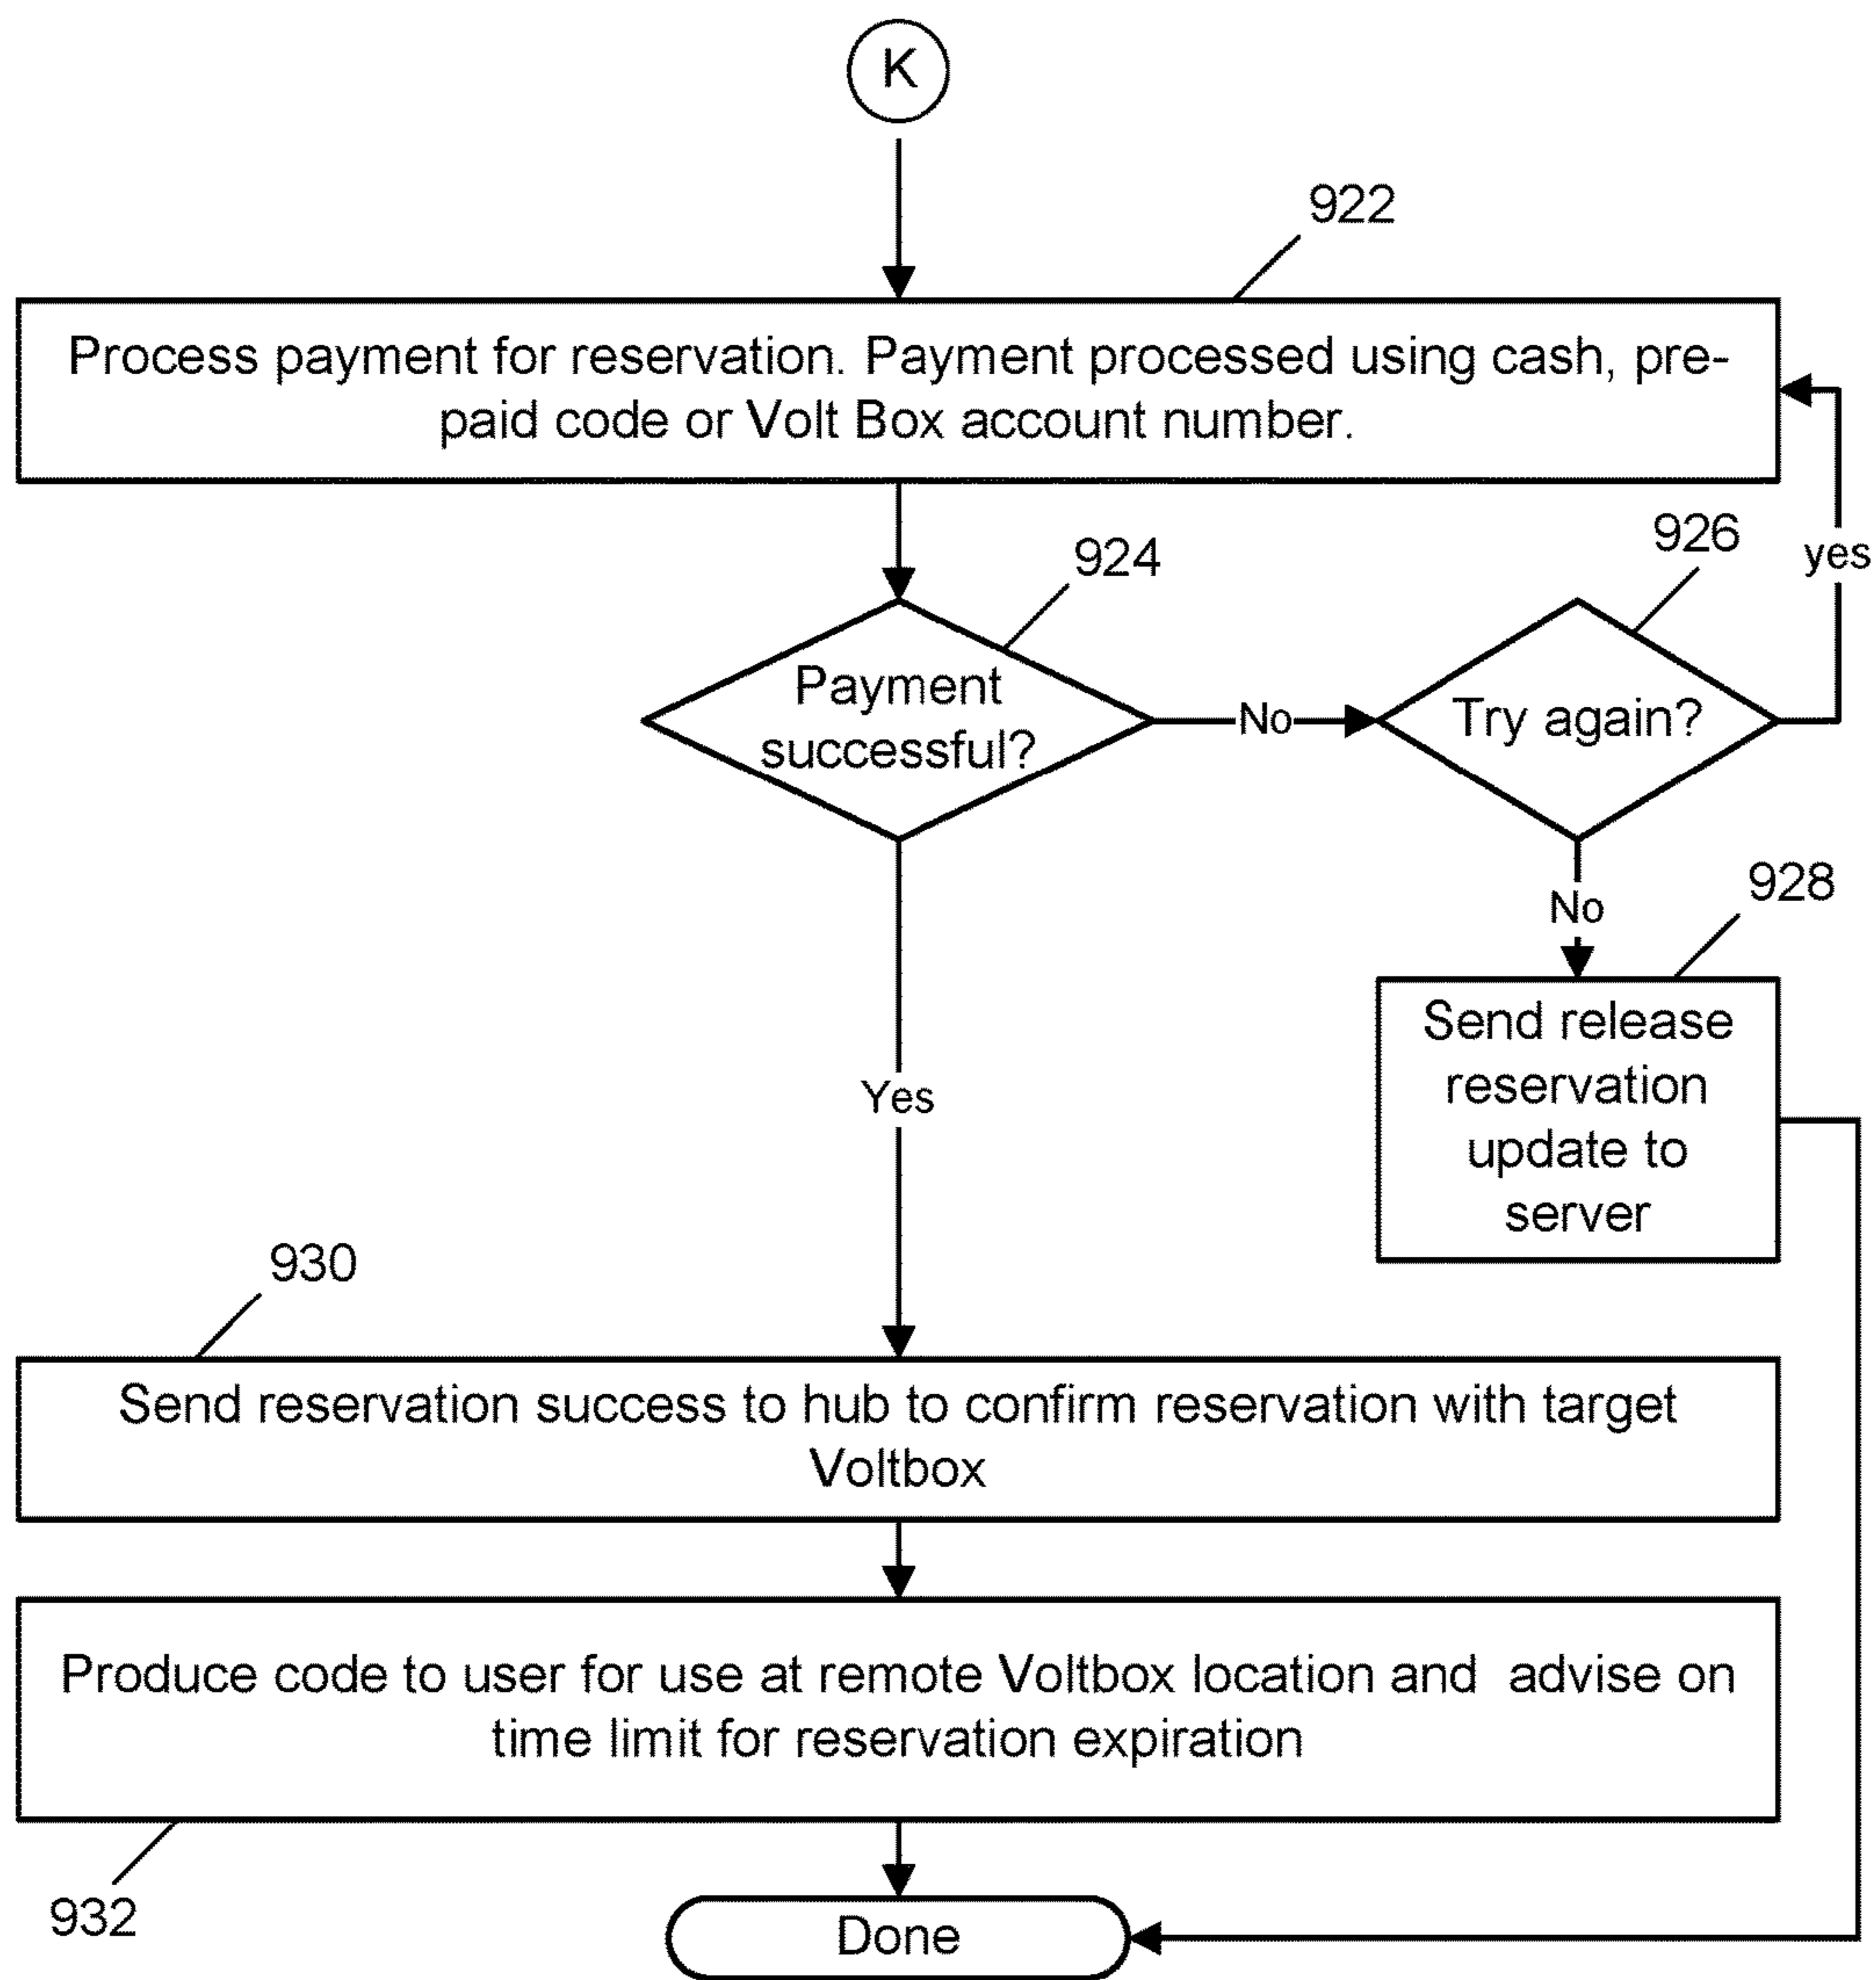 K
922
Process payment for reservation. Payment processed using cash, pre-
paid code or Volt Box account number.
924
926
yes
Payment
successful?
No
Try again?
No
928
Send release
reservation
update to
server
Yes
930
Send reservation success to hub to confirm reservation with target
Voltbox
Produce code to user for use at remote Voltbox location and  advise on
time limit for reservation expiration
932
Done